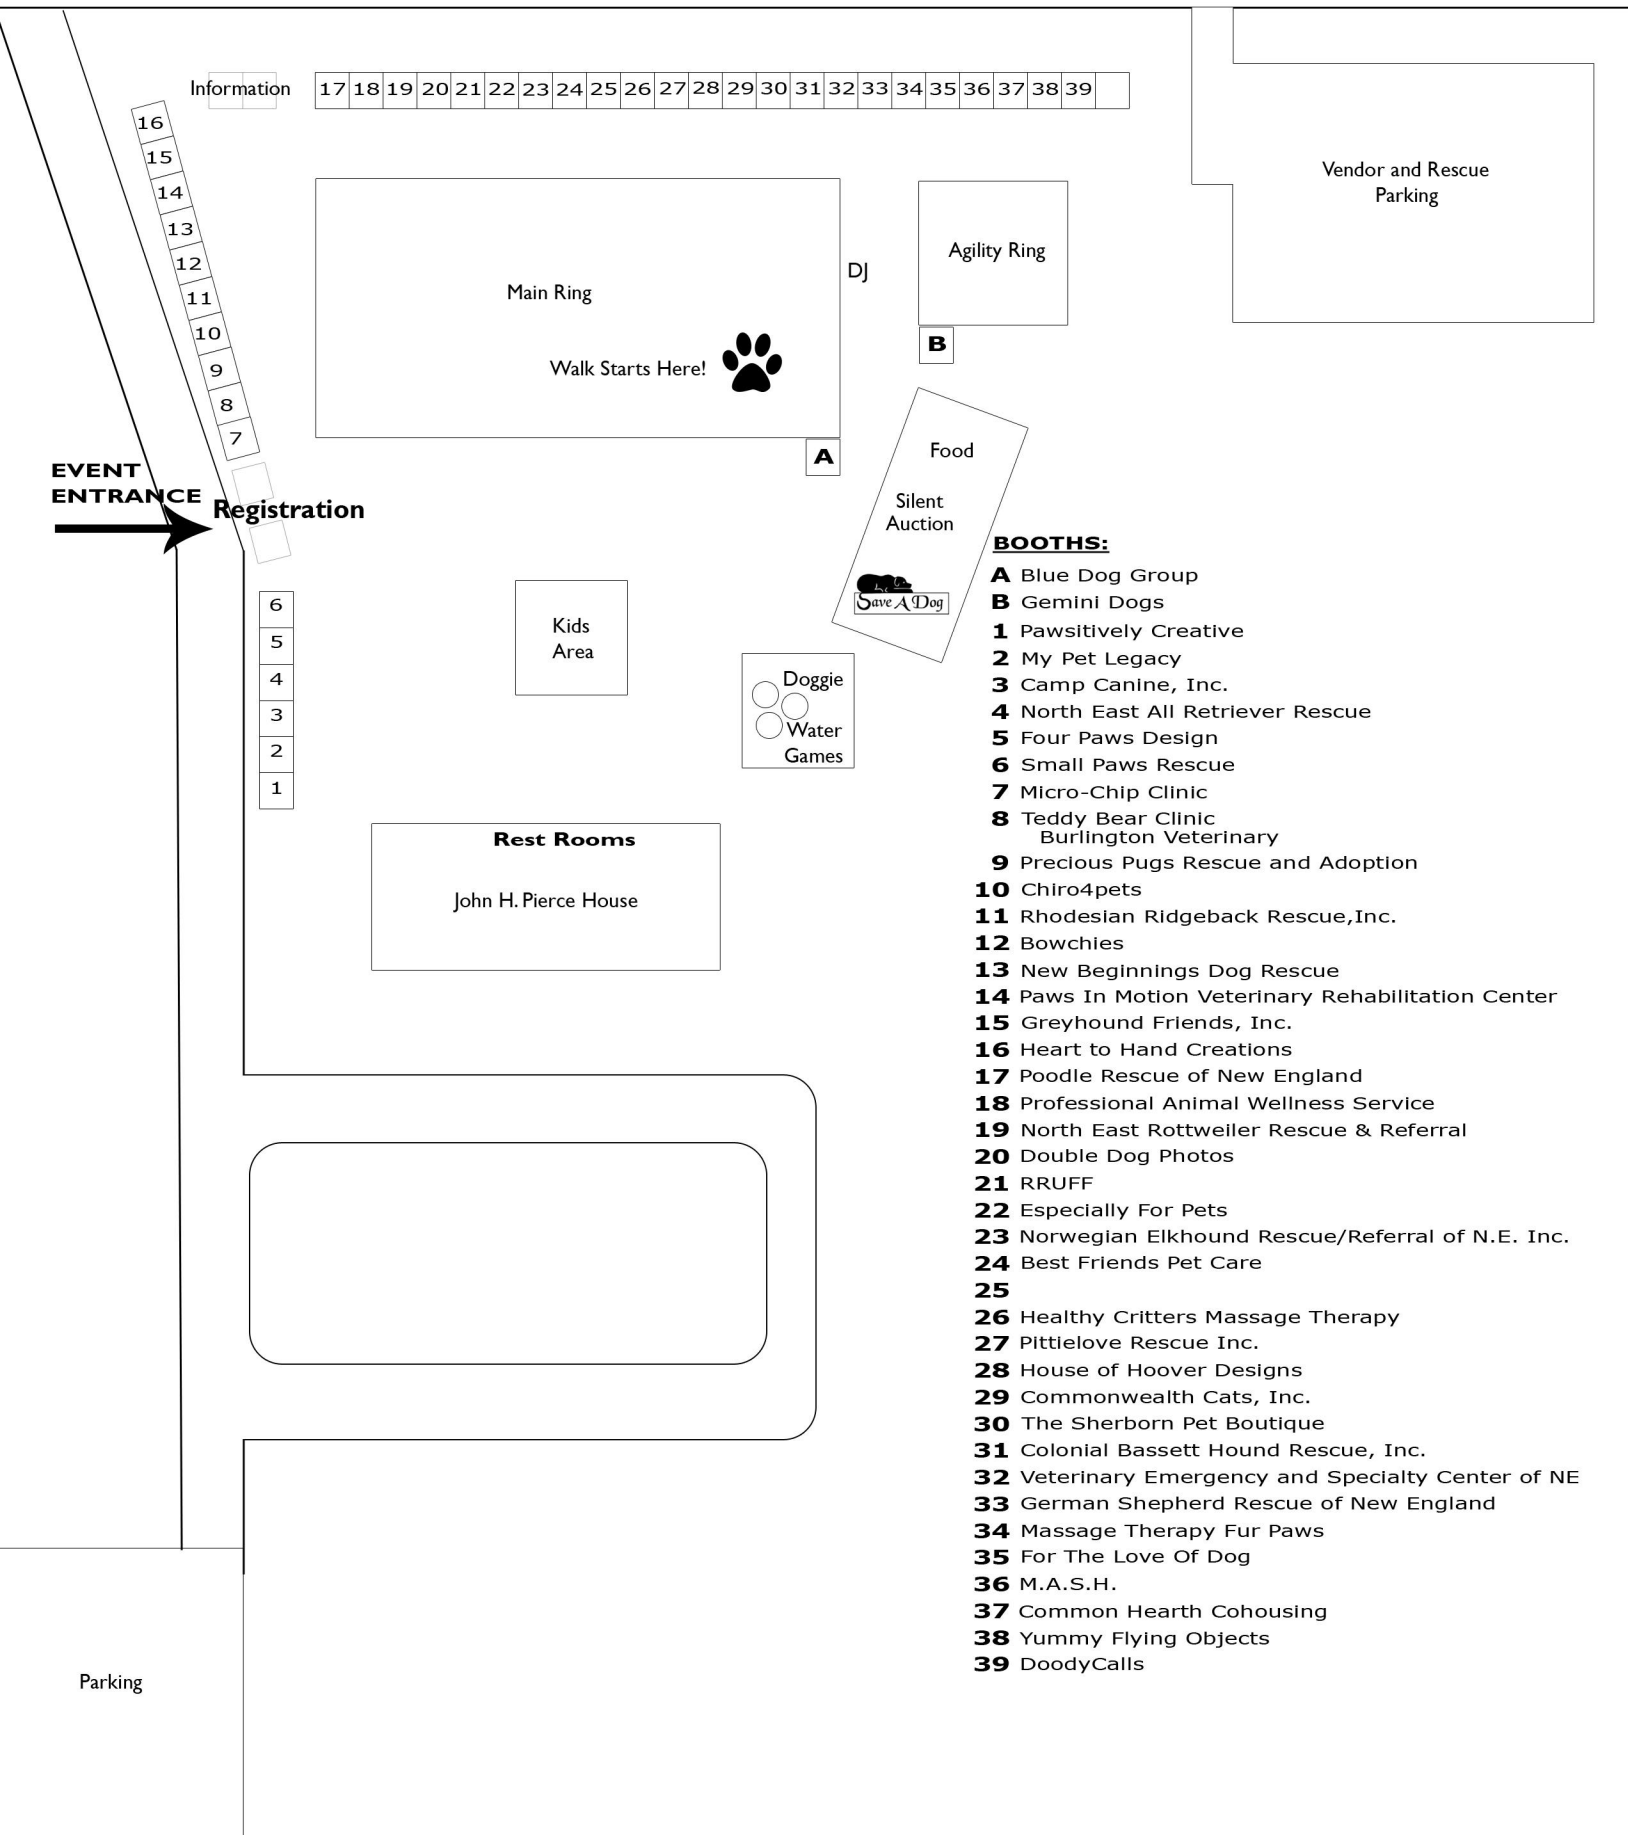 Information
17 18 19 20 21 22 23 24 25 26 27 28 29 30 31 32 33 34 35 36 37 38 39
16
15
14
13
12
11
10
9
8
7
Vendor and Rescue
Parking
Main Ring
Walk Starts Here!
DJ
Agility Ring
B
A
Food
Silent
Auction
Save A Dog
EVENT
ENTRANCE
Registration
6
5
4
3
2
1
Kids
Area
Doggie
Water
Games
Rest Rooms
John H. Pierce House
Parking
BOOTHS:
A Blue Dog Group
B Gemini Dogs
1 Pawsitively Creative
2 My Pet Legacy
3 Camp Canine, Inc.
4 North East All Retriever Rescue
5 Four Paws Design
6 Small Paws Rescue
7 Micro-Chip Clinic
8 Teddy Bear Clinic
Burlington Veterinary
9 Precious Pugs Rescue and Adoption
10 Chiro4pets
11 Rhodesian Ridgeback Rescue,Inc.
12 Bowchies
13 New Beginnings Dog Rescue
14 Paws In Motion Veterinary Rehabilitation Center
15 Greyhound Friends, Inc.
16 Heart to Hand Creations
17 Poodle Rescue of New England
18 Professional Animal Wellness Service
19 North East Rottweiler Rescue & Referral
20 Double Dog Photos
21 RRUFF
22 Especially For Pets
23 Norwegian Elkhound Rescue/Referral of N.E. Inc.
24 Best Friends Pet Care
25
26 Healthy Critters Massage Therapy
27 Pittielove Rescue Inc.
28 House of Hoover Designs
29 Commonwealth Cats, Inc.
30 The Sherborn Pet Boutique
31 Colonial Bassett Hound Rescue, Inc.
32 Veterinary Emergency and Specialty Center of NE
33 German Shepherd Rescue of New England
34 Massage Therapy Fur Paws
35 For The Love Of Dog
36 M.A.S.H.
37 Common Hearth Cohousing
38 Yummy Flying Objects
39 DoodyCalls